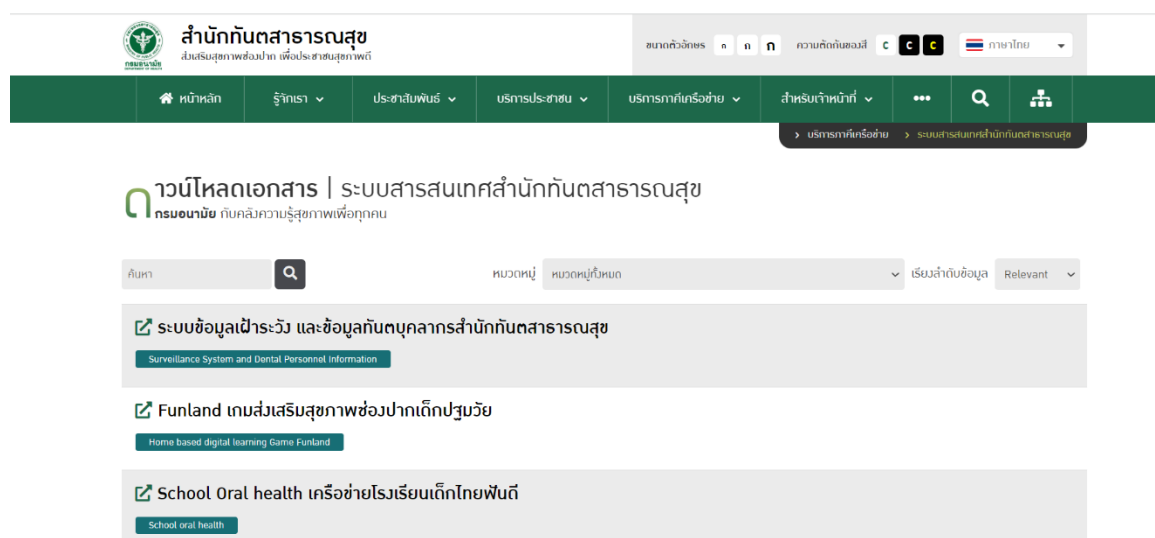 สำนักทันตสาธารณสุข
ส่งเสริมสุขภาพช่องปาก เพื่อประชาชนสุขภาพดี
กรมอนามัย
ขนาดตัวอักษร ก ก ก ความตัดกันของสี C C C ภาษาไทย
หน้าหลัก รู้จักเรา ประชาสัมพันธ์ บริการประชาชน บริการภาคีเครือข่าย สำหรับเจ้าหน้าที่
บริการภาคีเครือข่าย ระบบสารสนเทศสำนักทันตสาธารณสุข
ดาวน์โหลดเอกสาร | ระบบสารสนเทศสำนักทันตสาธารณสุข
กรมอนามัย กับคลังความรู้สุขภาพเพื่อทุกคน
ค้นหา หมวดหมู่ หมวดหมู่ทั้งหมด เรียงลำดับข้อมูล Relevant
ระบบข้อมูลเฝ้าระวัง และข้อมูลทันตบุคลากรสำนักทันตสาธารณสุข
Surveillance System and Dental Personnel Information
Funland เกมส่งเสริมสุขภาพช่องปากเด็กปฐมวัย
Home based digital learning Game Funland
School Oral health เครือข่ายโรงเรียนเด็กไทยฟันดี
School oral health